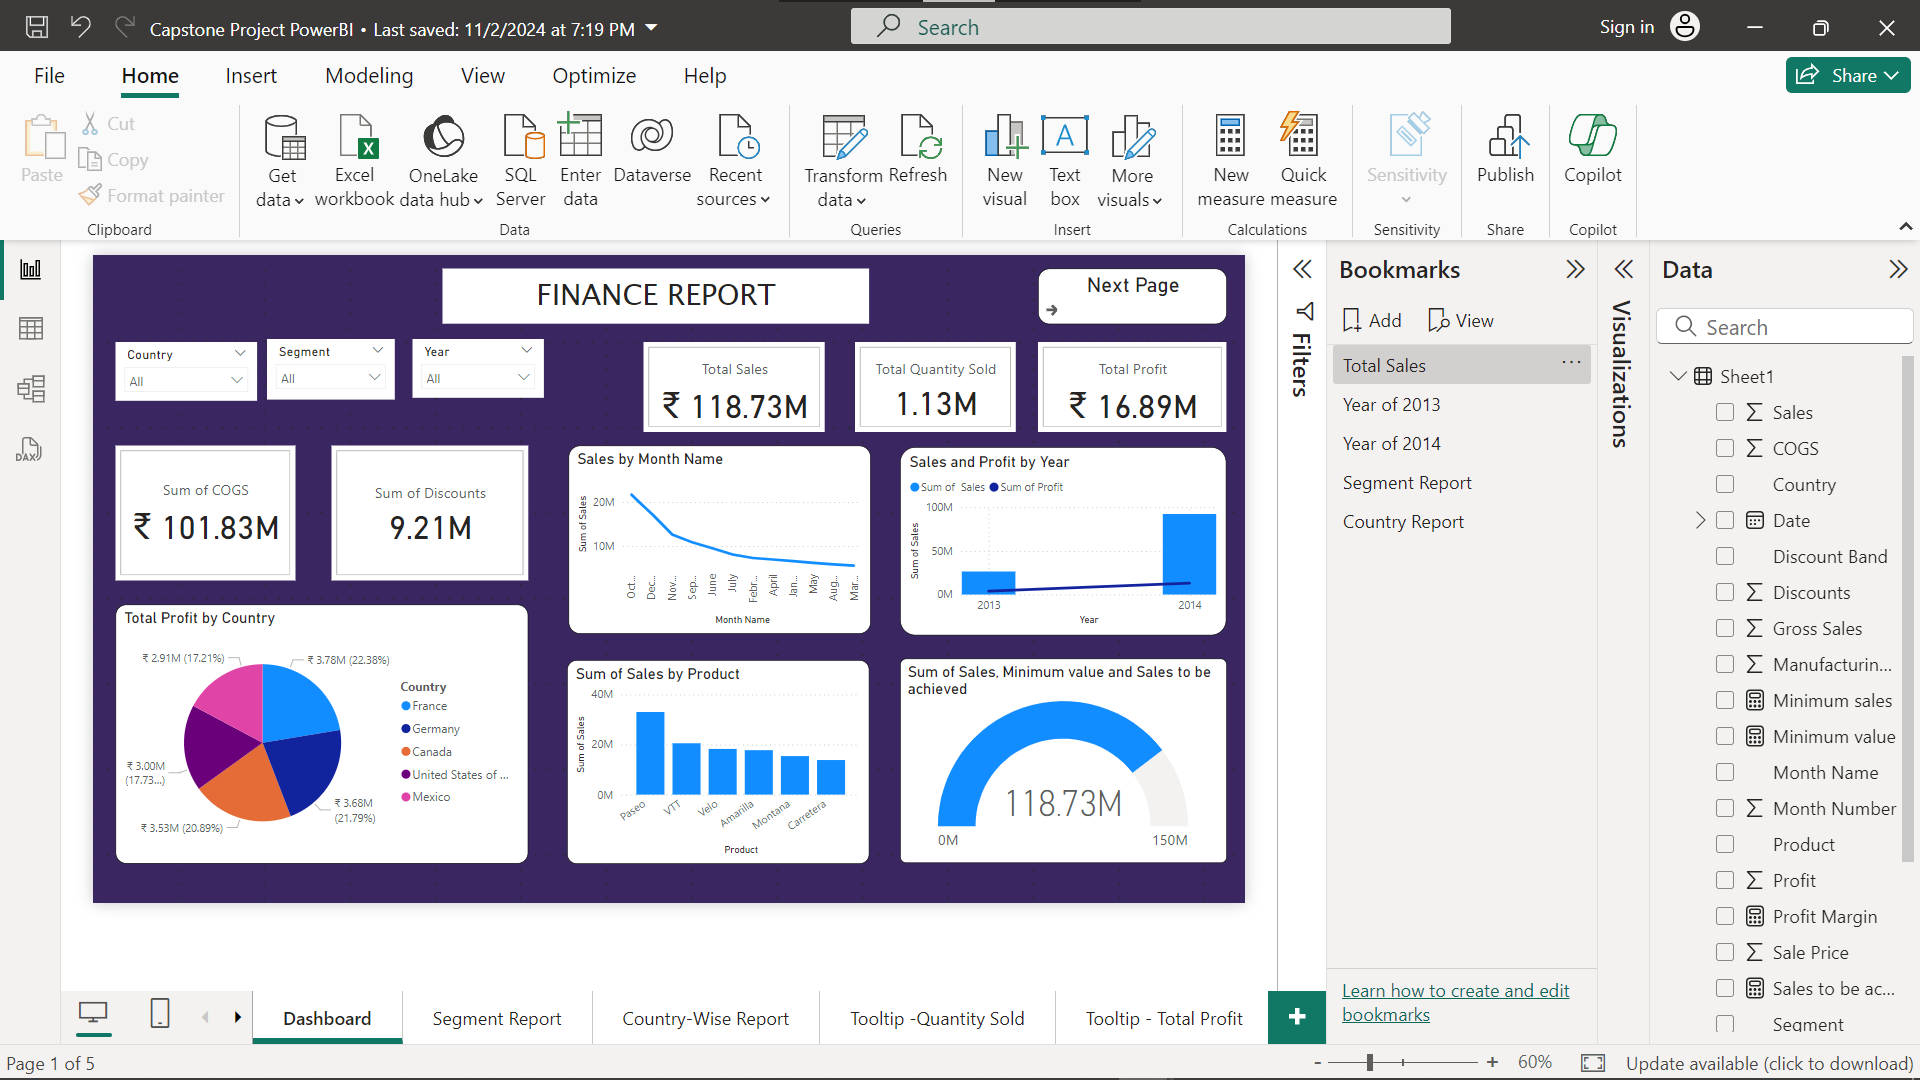 Capstone Project PowerBI • Last saved: 11/2/2024 at 7:19 PM
Search
Sign in
File
Home
Insert
Modeling
View
Optimize
Help
Share
Paste
Cut
Copy
Format painter
Clipboard
Get data
Excel workbook
OneLake data hub
SQL Server
Enter data
Dataverse
Recent sources
Data
Transform data
Refresh
Queries
New visual
A
Text box
More visuals
Insert
New measure
Quick measure
Calculations
Sensitivity
Sensitivity
Publish
Share
Copilot
Copilot
DAX
FINANCE REPORT
Next Page
Country
All
Segment
All
Year
All
Total Sales
₹ 118.73M
Total Quantity Sold
1.13M
Total Profit
₹ 16.89M
Sum of COGS
₹ 101.83M
Sum of Discounts
9.21M
Sales by Month Name
Sum of Sales
20M
10M
Oct...
Dec...
Nov...
Sep...
June
July
Febr...
April
Jan...
May
Aug...
Mar...
Month Name
Sales and Profit by Year
Sum of Sales
Sum of Profit
Sum of Sales
100M
50M
0M
2013
2014
Year
Total Profit by Country
₹ 2.91M (17.21%)
₹ 3.78M (22.38%)
₹ 3.00M
(17.73...)
₹ 3.68M
(21.79%)
₹ 3.53M (20.89%)
Country
France
Germany
Canada
United States of ...
Mexico
Sum of Sales by Product
Sum of Sales
40M
20M
0M
Paseo
VTT
Velo
Amarilla
Montana
Carretera
Product
Sum of Sales, Minimum value and Sales to be
achieved
118.73M
0M
150M
Filters
Bookmarks
Add
View
Total Sales
Year of 2013
Year of 2014
Segment Report
Country Report
Learn how to create and edit
bookmarks
Visualizations
Data
Search
Sheet1
Sales
COGS
Country
Date
Discount Band
Discounts
Gross Sales
Manufacturin...
Minimum sales
Minimum value
Month Name
Month Number
Product
Profit
Profit Margin
Sale Price
Sales to be ac...
Segment
Dashboard
Segment Report
Country-Wise Report
Tooltip -Quantity Sold
Tooltip - Total Profit
Page 1 of 5
- + 60%
Update available (click to download)